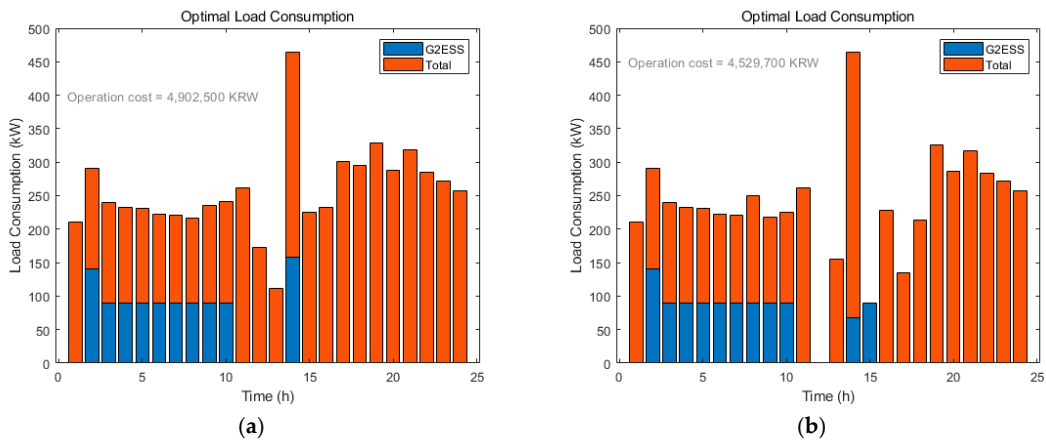 Optimal Load Consumption
500
450
400
350
300
250
200
150
100
50
0
Load Consumption (kW)
G2ESS
Total
Operation cost = 4,902,500 KRW
0 5 10 15 20 25
Time (h)
(a)
Optimal Load Consumption
500
450
400
350
300
250
200
150
100
50
0
Load Consumption (kW)
G2ESS
Total
Operation cost = 4,529,700 KRW
0 5 10 15 20 25
Time (h)
(b)